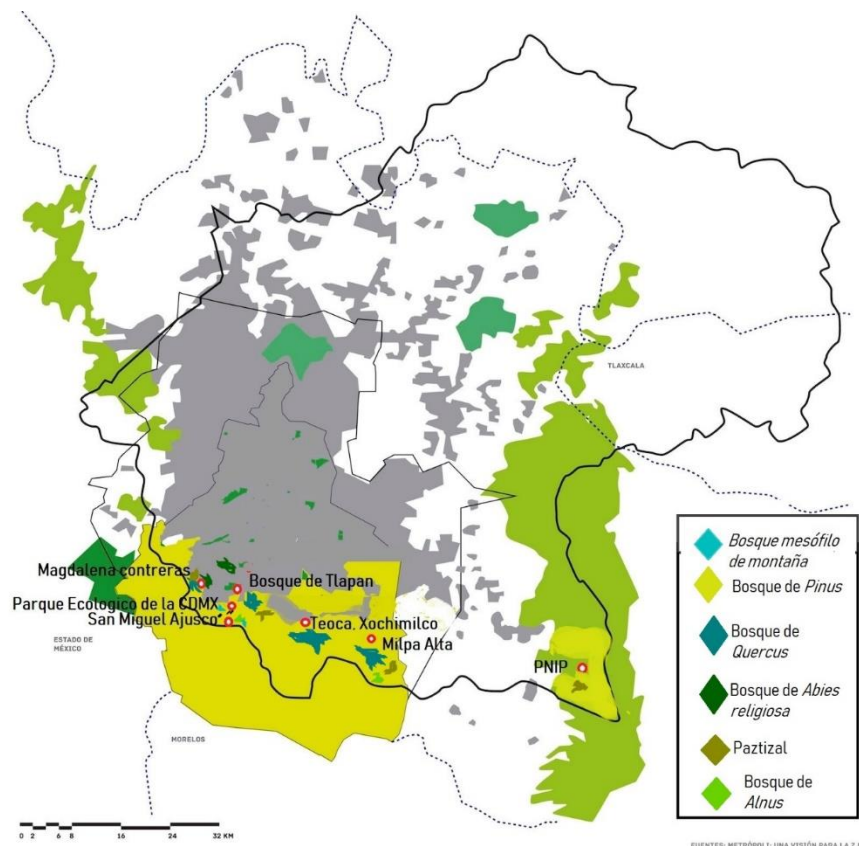 TLAXCALA
Magdalena contreras
Bosque de Tlapan
Parque Ecologico de la CDMX
San Miguel Ajusco
Teoca, Xochimilco
Milpa Alta
ESTADO DE
MÉXICO
PNIP
MORELOS
Bosque mesófilo
de montaña
Bosque de Pinus
Bosque de
Quercus
Bosque de Abies
religiosa
Paztizal
Bosque de
Alnus
0 2 6 8 16 24 32 KM
FUENTES: METRÓPOLI: UNA VISIÓN PARA LA